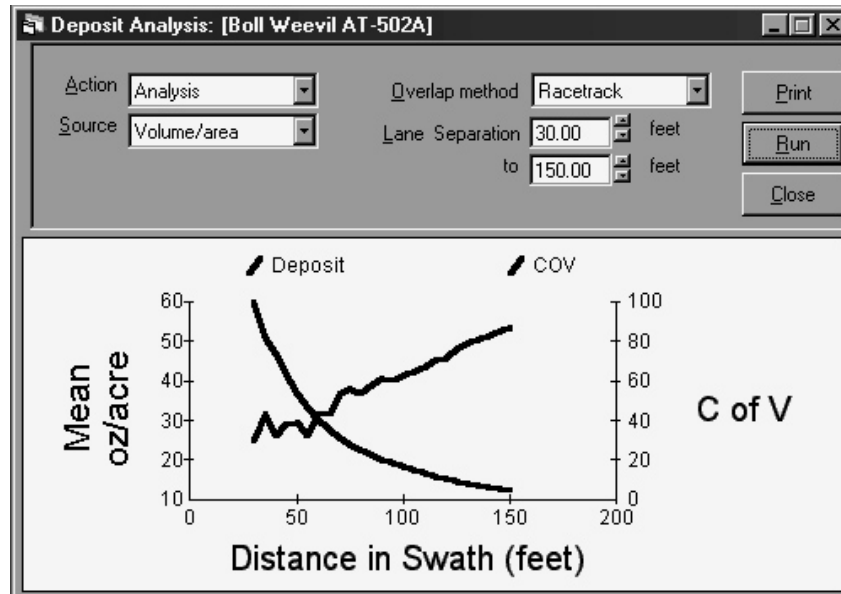 Deposit Analysis: [Boll Weevil AT-502A]
Action Analysis Overlap method Racetrack Print
Source Volume/area Lane Separation 30.00 feet Run
to 150.00 feet
Close
Deposit COV
60 100
50 80
40 60
30 40
20 20
10 0
0 50 100 150 200
Mean
oz/acre
C of V
Distance in Swath (feet)